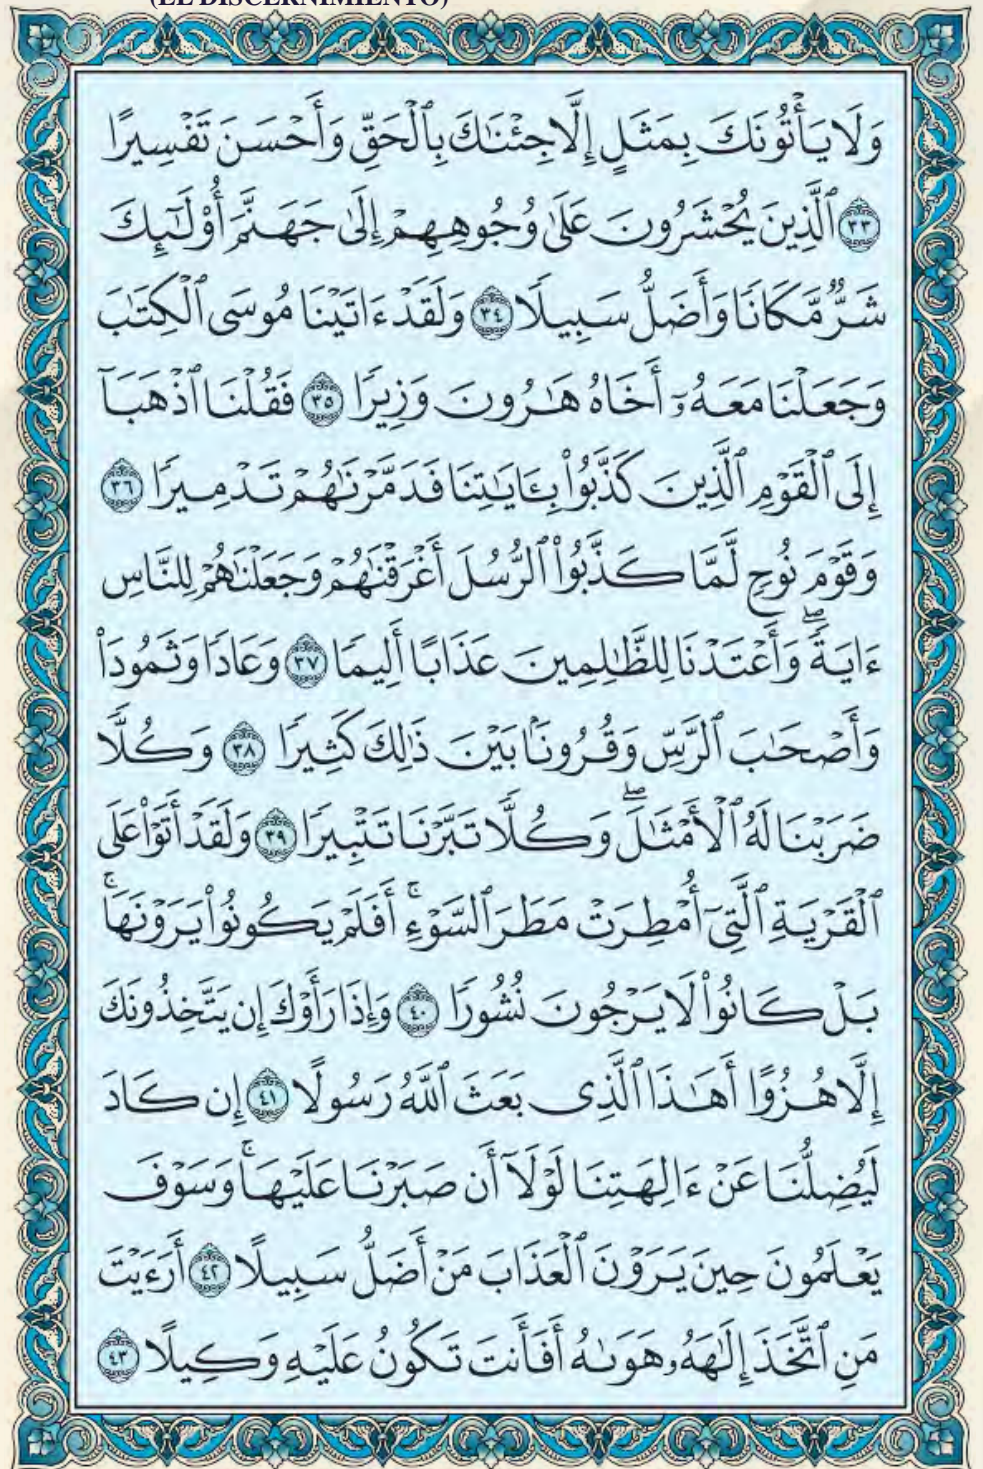 (EL DISCERNIMIENTO)
وَلَا يَأْتُونَكَ بِمَثَلٍ إِلَّا جِئْنَٰكَ بِٱلْحَقِّ وَأَحْسَنَ تَفْسِيرًا
٣٣ ٱلَّذِينَ يُحْشَرُونَ عَلَىٰ وُجُوهِهِمْ إِلَىٰ جَهَنَّمَ أُو۟لَٰٓئِكَ
شَرٌّ مَّكَانًا وَأَضَلُّ سَبِيلًا ٣٤ وَلَقَدْ ءَاتَيْنَا مُوسَى ٱلْكِتَٰبَ
وَجَعَلْنَا مَعَهُۥٓ أَخَاهُ هَٰرُونَ وَزِيرًا ٣٥ فَقُلْنَا ٱذْهَبَآ
إِلَى ٱلْقَوْمِ ٱلَّذِينَ كَذَّبُوا۟ بِـَٔايَٰتِنَا فَدَمَّرْنَٰهُمْ تَدْمِيرًا ٣٦
وَقَوْمَ نُوحٍ لَّمَّا كَذَّبُوا۟ ٱلرُّسُلَ أَغْرَقْنَٰهُمْ وَجَعَلْنَٰهُمْ لِلنَّاسِ
ءَايَةً ۖ وَأَعْتَدْنَا لِلظَّٰلِمِينَ عَذَابًا أَلِيمًا ٣٧ وَعَادًا وَثَمُودَا۟
وَأَصْحَٰبَ ٱلرَّسِّ وَقُرُونًۢا بَيْنَ ذَٰلِكَ كَثِيرًا ٣٨ وَكُلًّا
ضَرَبْنَا لَهُ ٱلْأَمْثَٰلَ ۖ وَكُلًّا تَبَّرْنَا تَتْبِيرًا ٣٩ وَلَقَدْ أَتَوْا۟ عَلَى
ٱلْقَرْيَةِ ٱلَّتِىٓ أُمْطِرَتْ مَطَرَ ٱلسَّوْءِ ۚ أَفَلَمْ يَكُونُوا۟ يَرَوْنَهَا ۚ
بَلْ كَانُوا۟ لَا يَرْجُونَ نُشُورًا ٤٠ وَإِذَا رَأَوْكَ إِن يَتَّخِذُونَكَ
إِلَّا هُزُوًا أَهَٰذَا ٱلَّذِى بَعَثَ ٱللَّهُ رَسُولًا ٤١ إِن كَادَ
لَيُضِلُّنَا عَنْ ءَالِهَتِنَا لَوْلَآ أَن صَبَرْنَا عَلَيْهَا ۚ وَسَوْفَ
يَعْلَمُونَ حِينَ يَرَوْنَ ٱلْعَذَابَ مَنْ أَضَلُّ سَبِيلًا ٤٢ أَرَءَيْتَ
مَنِ ٱتَّخَذَ إِلَٰهَهُۥ هَوَىٰهُ أَفَأَنتَ تَكُونُ عَلَيْهِ وَكِيلًا ٤٣